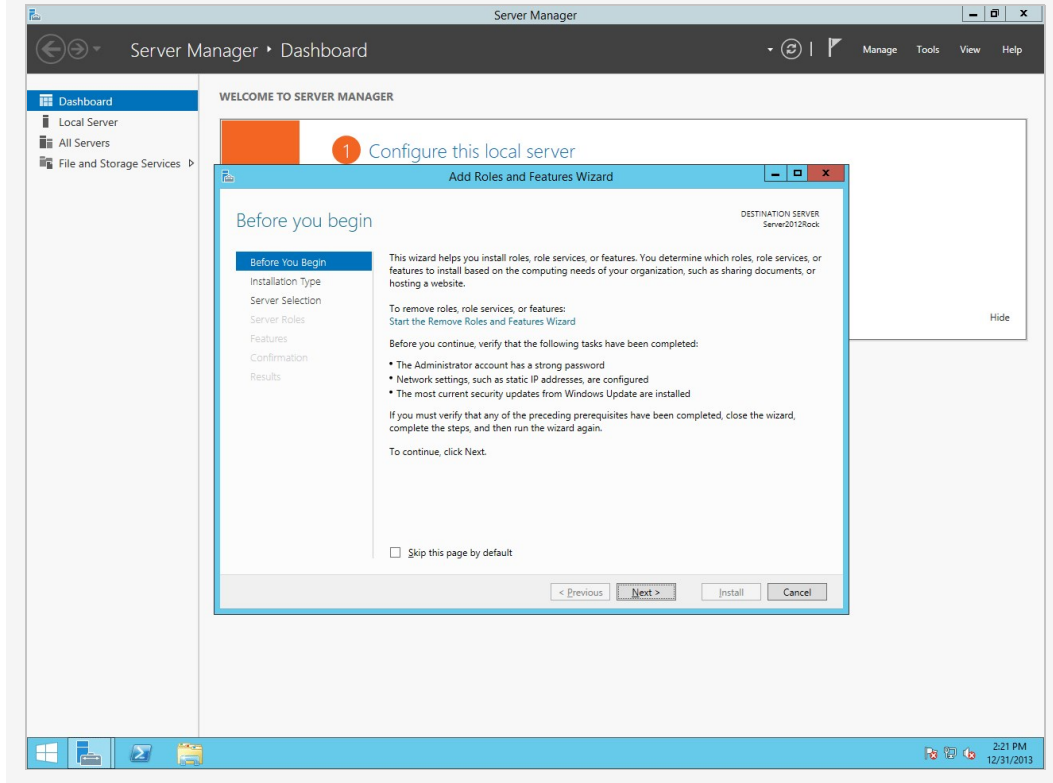 Server Manager
Server Manager • Dashboard
Manage Tools View Help
Dashboard
Local Server
All Servers
File and Storage Services
WELCOME TO SERVER MANAGER
1 Configure this local server
Hide
Add Roles and Features Wizard
Before you begin
DESTINATION SERVER
Server2012Rock
Before You Begin
Installation Type
Server Selection
Server Roles
Features
Confirmation
Results
This wizard helps you install roles, role services, or features. You determine which roles, role services, or
features to install based on the computing needs of your organization, such as sharing documents, or
hosting a website.
To remove roles, role services, or features:
Start the Remove Roles and Features Wizard
Before you continue, verify that the following tasks have been completed:
• The Administrator account has a strong password
• Network settings, such as static IP addresses, are configured
• The most current security updates from Windows Update are installed
If you must verify that any of the preceding prerequisites have been completed, close the wizard,
complete the steps, and then run the wizard again.
To continue, click Next.
Skip this page by default
< Previous Next > Install Cancel
2:21 PM
12/31/2013